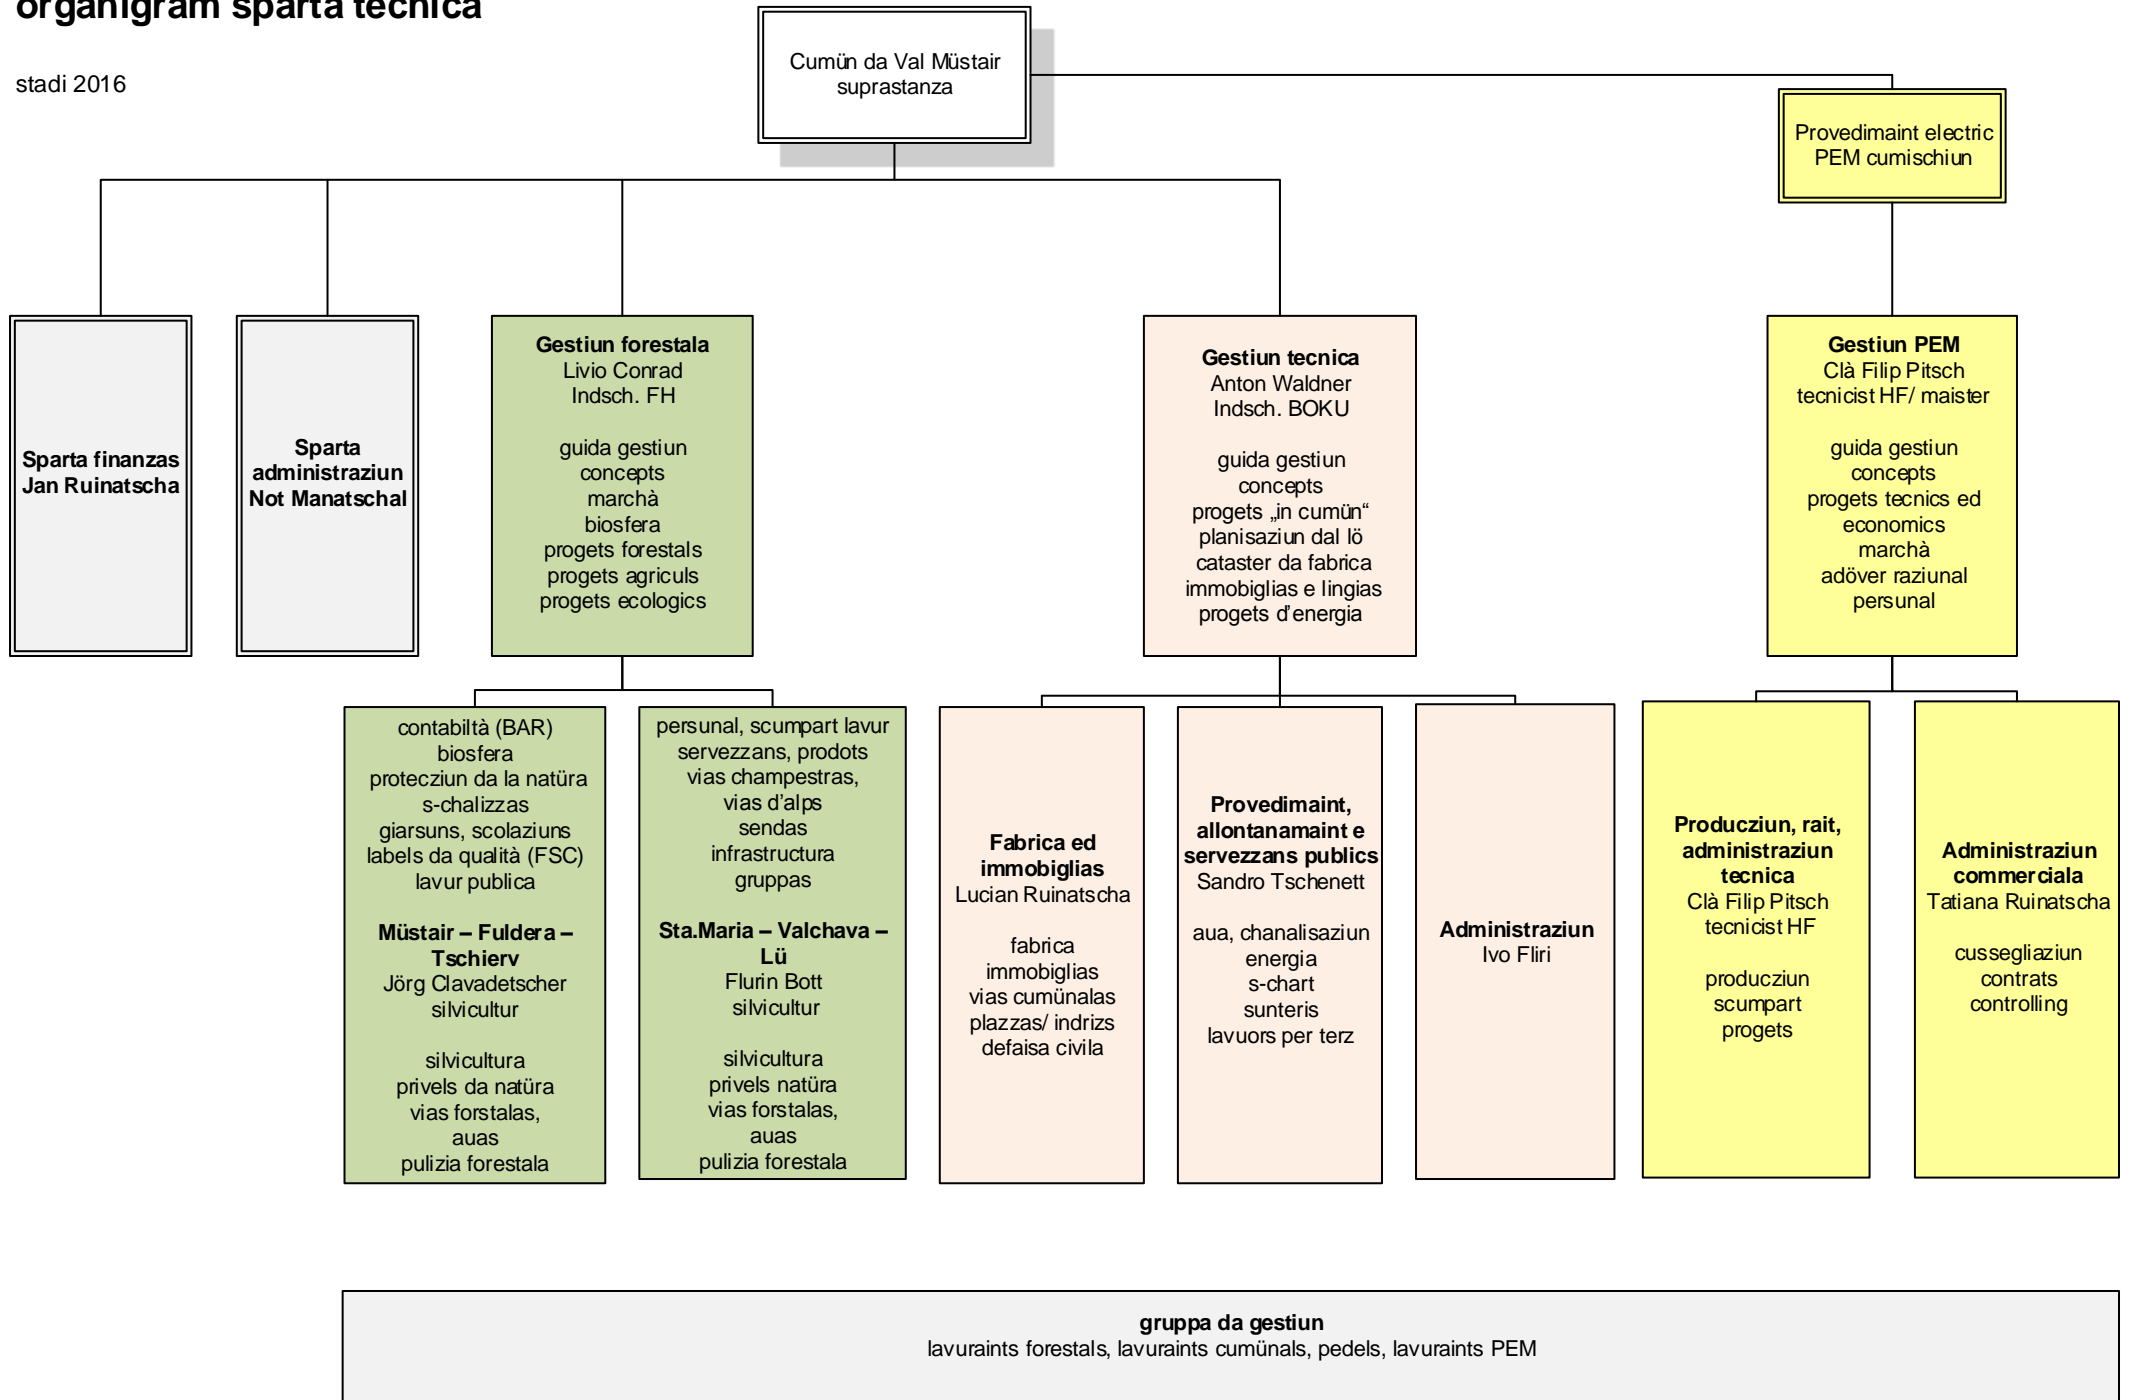 organigram sparta tecnica
stadi 2016
Cumün da Val Müstair
suprastanza
Provedimaint electric
PEM cumischiun
Sparta finanzas
Jan Ruinatscha
Sparta
administraziun
Not Manatschal
Gestiun forestala
Livio Conrad
Indsch. FH
guida gestiun
concepts
marchà
biosfera
progets forestals
progets agriculs
progets ecologics
Gestiun tecnica
Anton Waldner
Indsch. BOKU
guida gestiun
concepts
progets „in cumün“
planisaziun dal lö
cataster da fabrica
immobiglias e lingias
progets d'energia
Gestiun PEM
Clà Filip Pitsch
tecnicist HF/ maister
guida gestiun
concepts
progets tecnics ed
economics
marchà
adöver raziunal
persunal
contabiltà (BAR)
biosfera
protecziun da la natüra
s-chalizzas
giarsuns, scolaziuns
labels da qualità (FSC)
lavur publica
Müstair – Fuldera –
Tschierv
Jörg Clavadetscher
silvicultur
silvicultura
privels da natüra
vias forstalas,
auas
pulizia forestala
persunal, scumpart lavur
servezzans, prodots
vias champestras,
vias d'alps
sendas
infrastructura
gruppas
Sta.Maria – Valchava –
Lü
Flurin Bott
silvicultur
silvicultura
privels natüra
vias forstalas,
auas
pulizia forestala
Fabrica ed
immobiglias
Lucian Ruinatscha
fabrica
immobiglias
vias cumünalas
plazzas/ indrizs
defaisa civila
Provedimaint,
allontanamaint e
servezzans publics
Sandro Tschenett
aua, chanalisaziun
energia
s-chart
sunteris
lavuors per terz
Administraziun
Ivo Fliri
Producziun, rait,
administraziun
tecnica
Clà Filip Pitsch
tecnicist HF
producziun
scumpart
progets
Administraziun
commerciala
Tatiana Ruinatscha
cussegliaziun
contrats
controlling
gruppa da gestiun
lavuraints forestals, lavuraints cumünals, pedels, lavuraints PEM